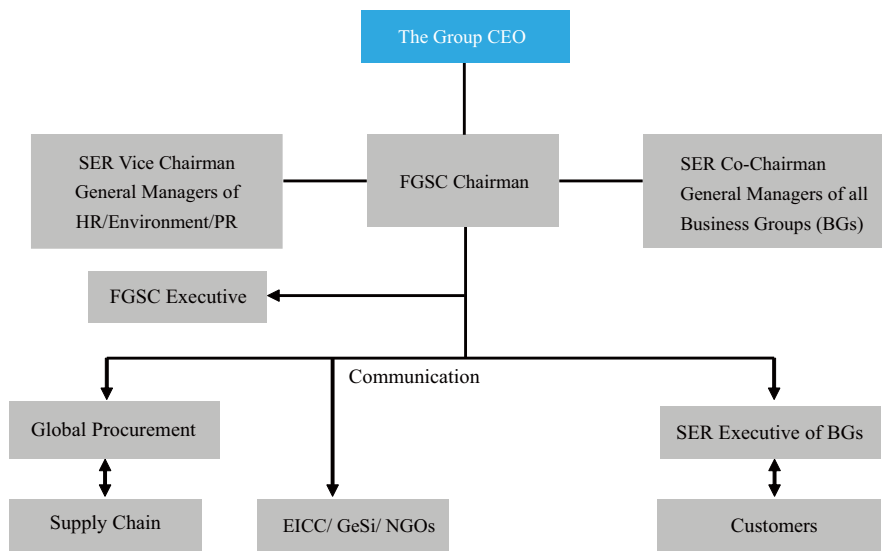 The Group CEO
SER Vice Chairman
General Managers of
HR/Environment/PR
FGSC Chairman
SER Co-Chairman
General Managers of all
Business Groups (BGs)
FGSC Executive
Communication
Global Procurement
SER Executive of BGs
Supply Chain
EICC/ GeSi/ NGOs
Customers